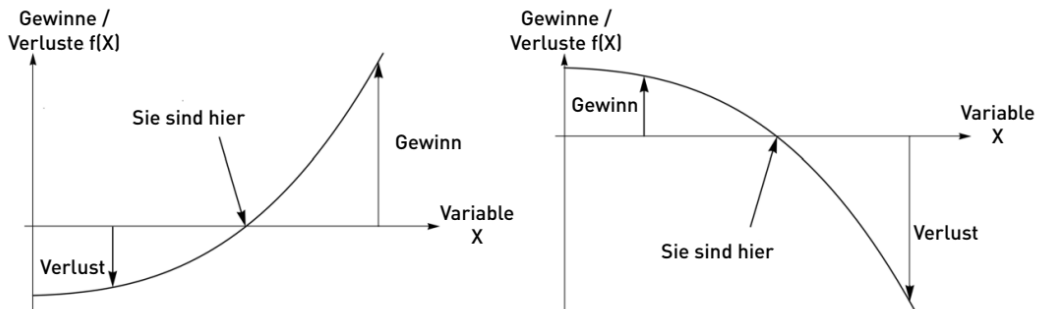 Gewinne /
Verluste f(X)
Sie sind hier
Gewinn
Variable
X
Verlust
Gewinne /
Verluste f(X)
Gewinn
Variable
X
Sie sind hier
Verlust